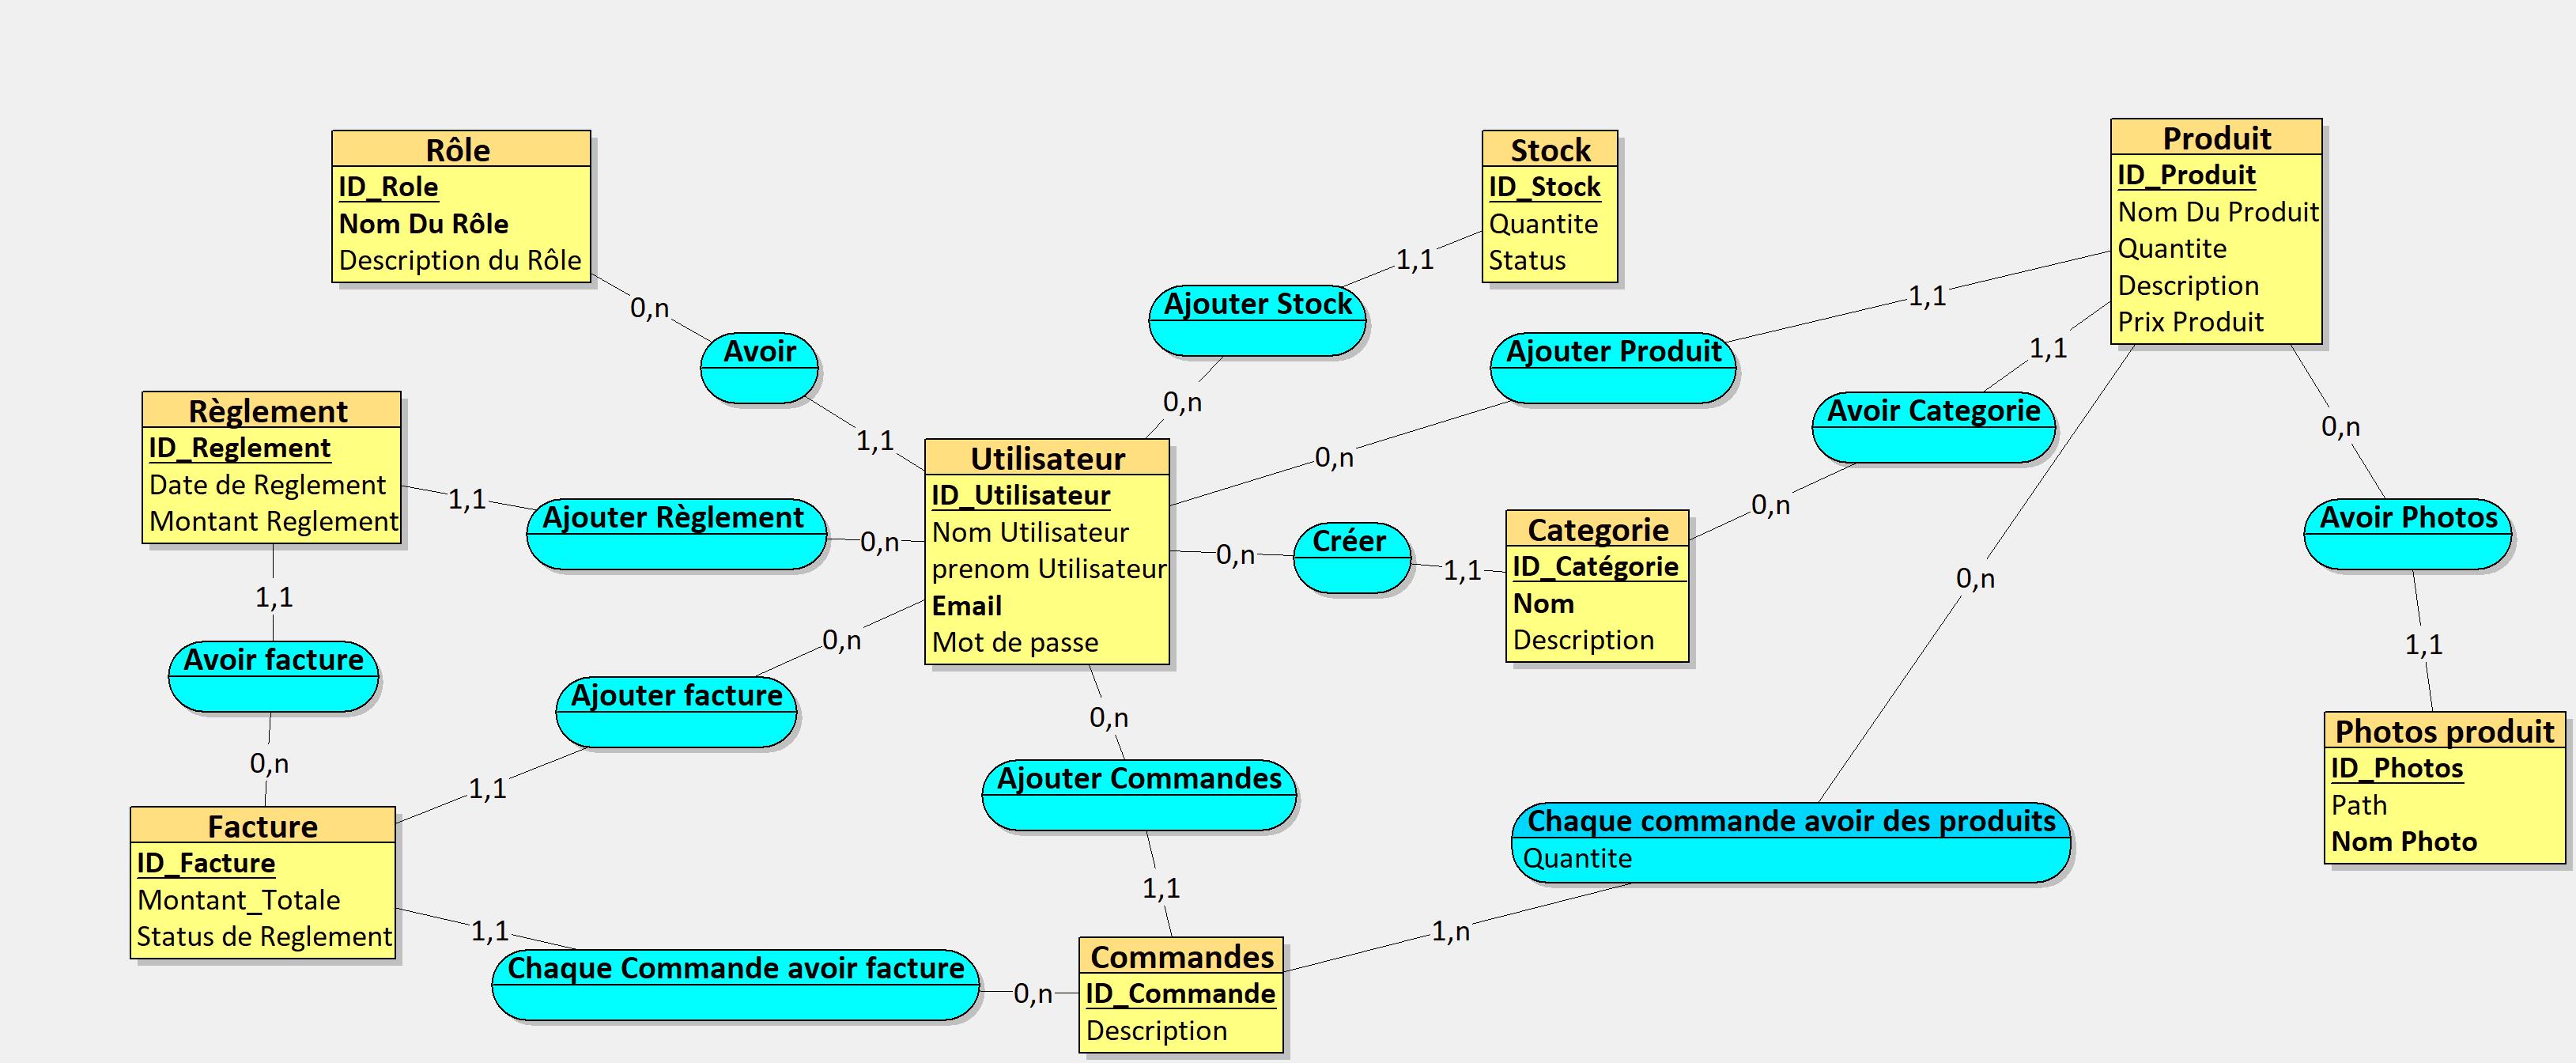 Rôle
ID_Role
Nom Du Rôle
Description du Rôle
Stock
ID_Stock
Quantite
Status
Produit
ID_Produit
Nom Du Produit
Quantite
Description
Prix Produit
0,n
Avoir
1,1
1,1
Ajouter Stock
0,n
1,1
Ajouter Produit
0,n
1,1
Avoir Categorie
0,n
0,n
Avoir Photos
1,1
Règlement
ID_Reglement
Date de Reglement
Montant Reglement
1,1
Ajouter Règlement
0,n
Utilisateur
ID_Utilisateur
Nom Utilisateur
prenom Utilisateur
Email
Mot de passe
0,n
Créer
1,1
Categorie
ID_Catégorie
Nom
Description
0,n
1,1
Avoir facture
0,n
0,n
Ajouter facture
1,1
0,n
Ajouter Commandes
1,1
Photos produit
ID_Photos
Path
Nom Photo
Chaque commande avoir des produits
Quantite
1,n
Facture
ID_Facture
Montant_Totale
Status de Reglement
1,1
Chaque Commande avoir facture
0,n
Commandes
ID_Commande
Description